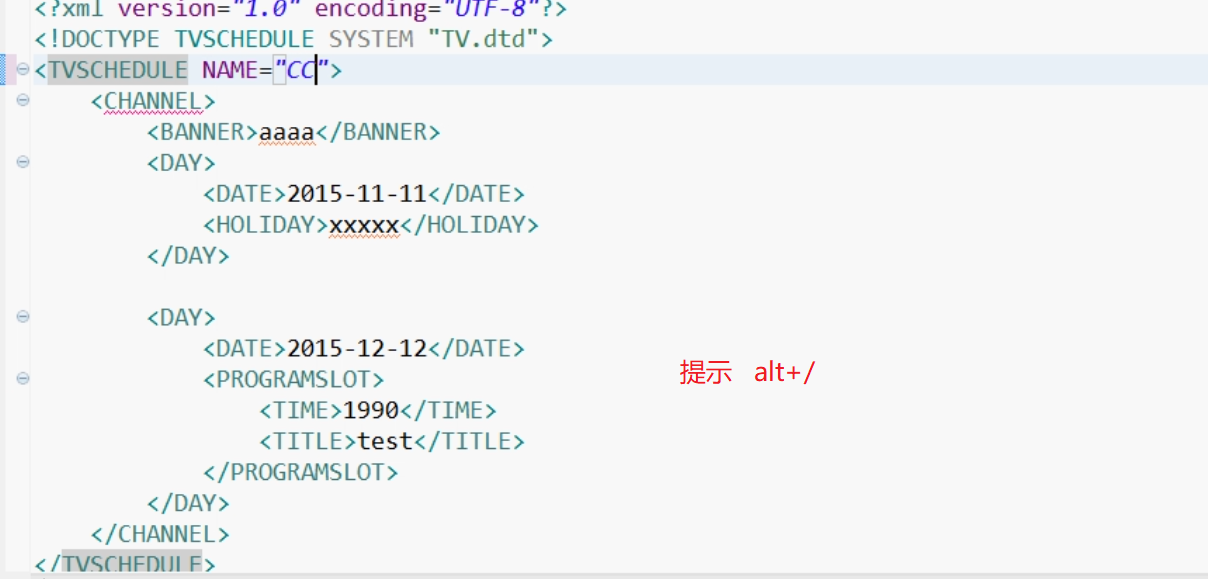 <?xml version="1.0" encoding="UTF-8"?>
<!DOCTYPE TVSCHEDULE SYSTEM "TV.dtd">
<TVSCHEDULE NAME="CC">
<CHANNEL>
<BANNER>aaaa</BANNER>
<DAY>
<DATE>2015-11-11</DATE>
<HOLIDAY>xxxxx</HOLIDAY>
</DAY>
<DAY>
<DATE>2015-12-12</DATE>
<PROGRAMSLOT>
提示 alt+/
<TIME>1990</TIME>
<TITLE>test</TITLE>
</PROGRAMSLOT>
</DAY>
</CHANNEL>
</TVSCHEDULE>